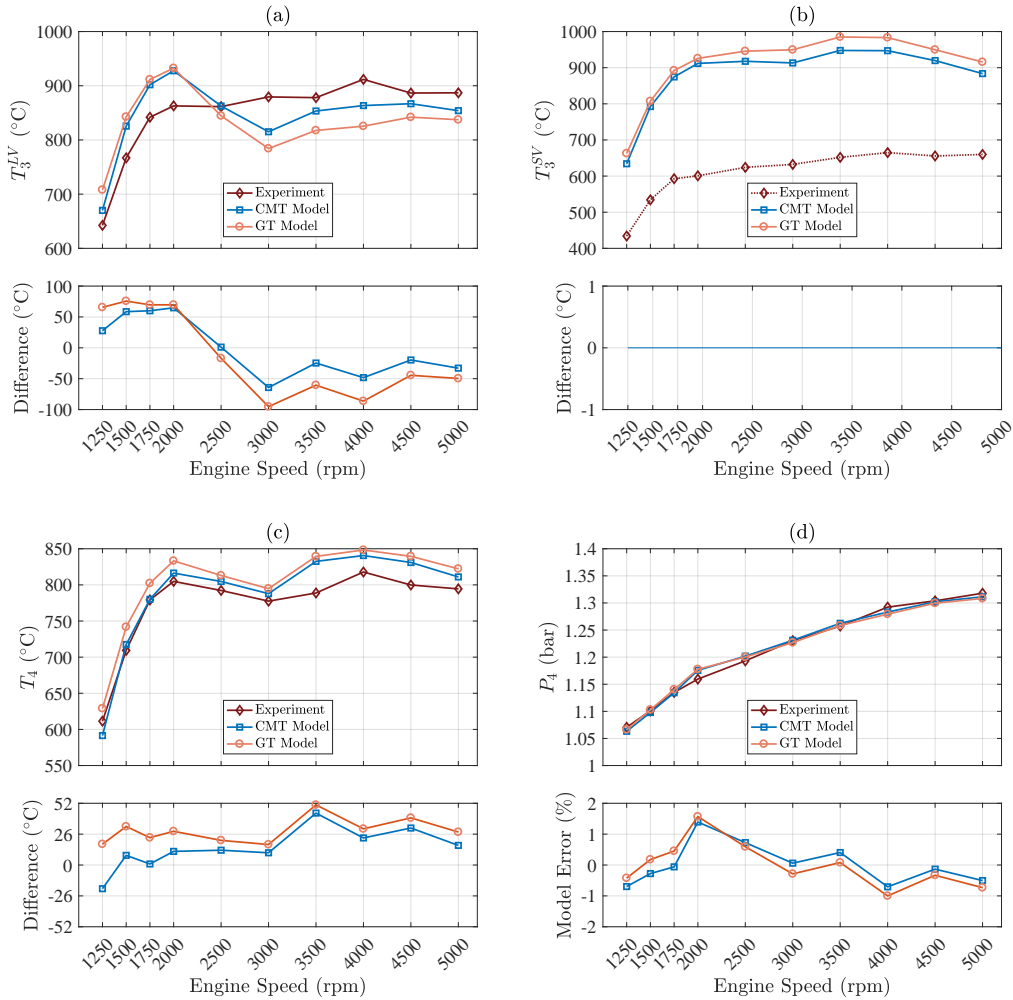 (a)
1000
900
800
700
600
T₃ᴸⱽ (°C)
Experiment
CMT Model
GT Model
100
50
0
-50
-100
Difference (°C)
1250 1500 1750 2000 2500 3000 3500 4000 4500 5000
Engine Speed (rpm)
(b)
1000
900
800
700
600
500
400
T₃ˢⱽ (°C)
Experiment
CMT Model
GT Model
1
0
-1
Difference (°C)
1250 1500 1750 2000 2500 3000 3500 4000 4500 5000
Engine Speed (rpm)
(c)
850
800
750
700
650
600
550
T₄ (°C)
Experiment
CMT Model
GT Model
52
26
0
-26
-52
Difference (°C)
1250 1500 1750 2000 2500 3000 3500 4000 4500 5000
Engine Speed (rpm)
(d)
1.4
1.35
1.3
1.25
1.2
1.15
1.1
1.05
1
P₄ (bar)
Experiment
CMT Model
GT Model
2
1
0
-1
-2
Model Error (%)
1250 1500 1750 2000 2500 3000 3500 4000 4500 5000
Engine Speed (rpm)